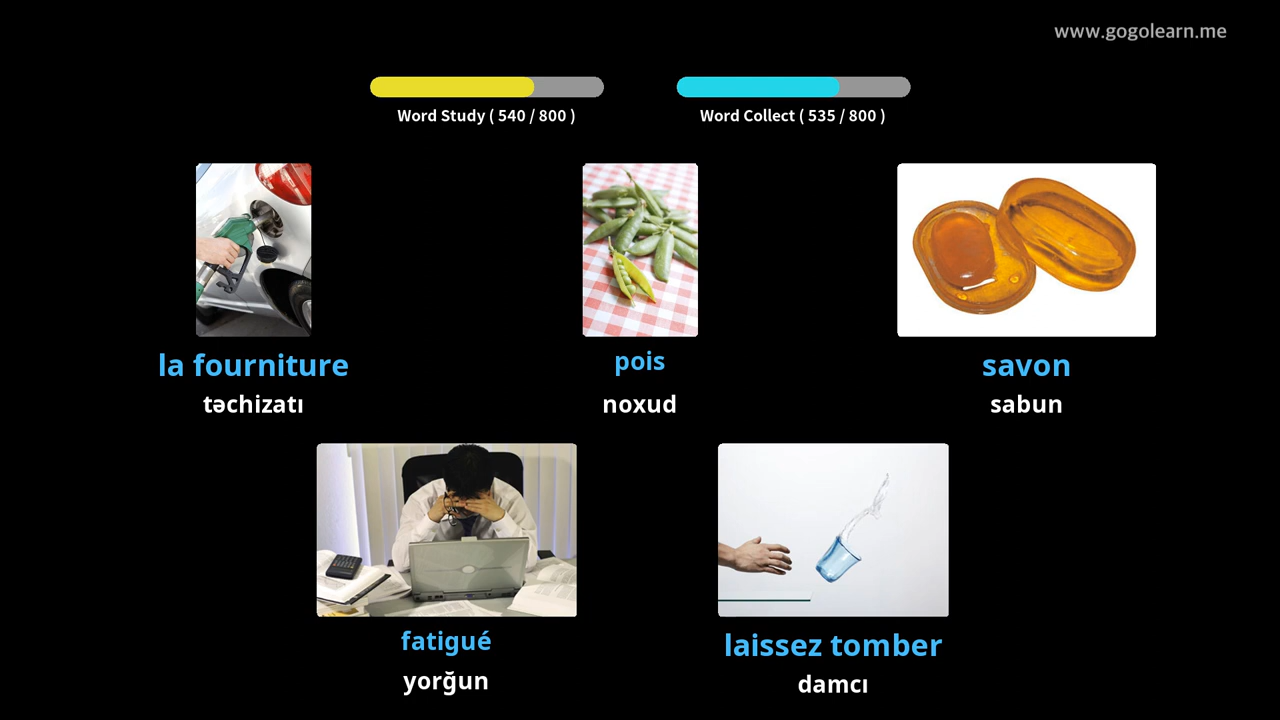 www.gogolearn.me
Word Study ( 540 / 800 )
Word Collect ( 535 / 800 )
la fourniture
təchizatı
pois
noxud
savon
sabun
fatigué
yorğun
laissez tomber
damcı